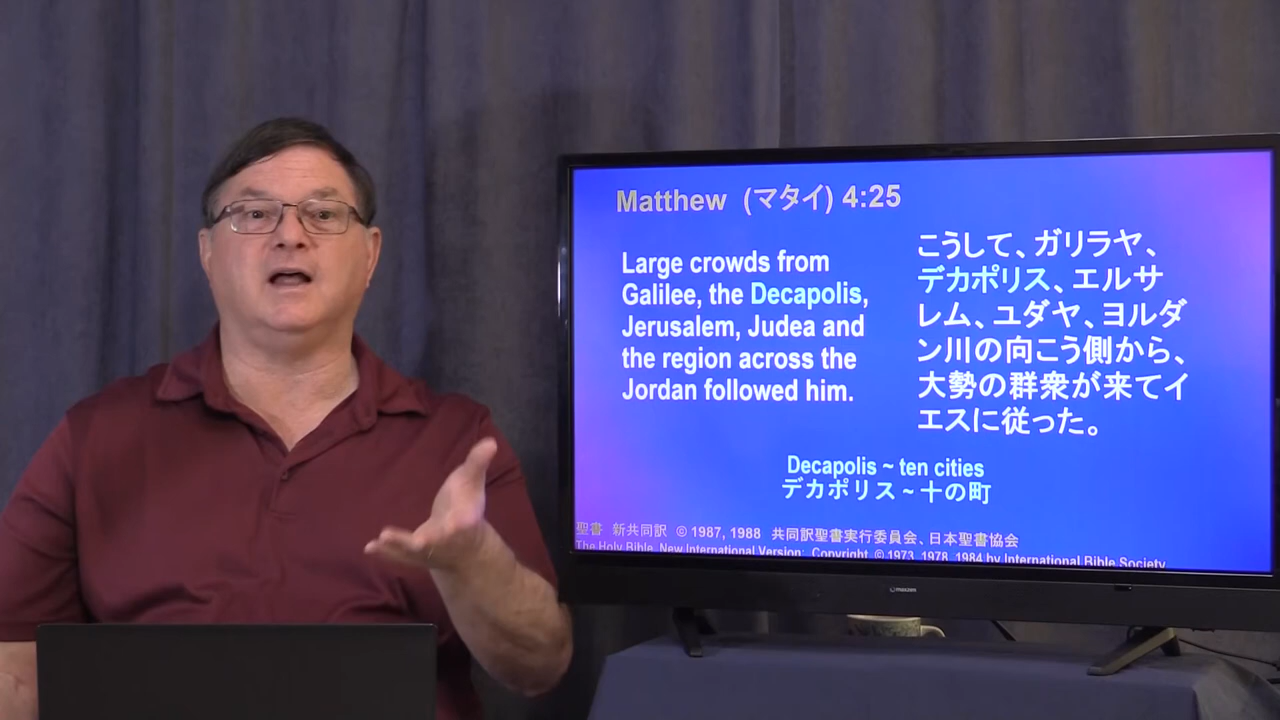 Matthew (マタイ) 4:25
Large crowds from
Galilee, the Decapolis,
Jerusalem, Judea and
the region across the
Jordan followed him.
こうして、ガリラヤ、
デカポリス、エルサ
レム、ユダヤ、ヨルダ
ン川の向こう側から、
大勢の群衆が来てイ
エスに従った。
Decapolis ~ ten cities
デカポリス ~ 十の町
聖書 新共同訳 © 1987, 1988 共同訳聖書実行委員会、日本聖書協会
The Holy Bible, New International Version: Copyright © 1973, 1978, 1984 by International Bible Society